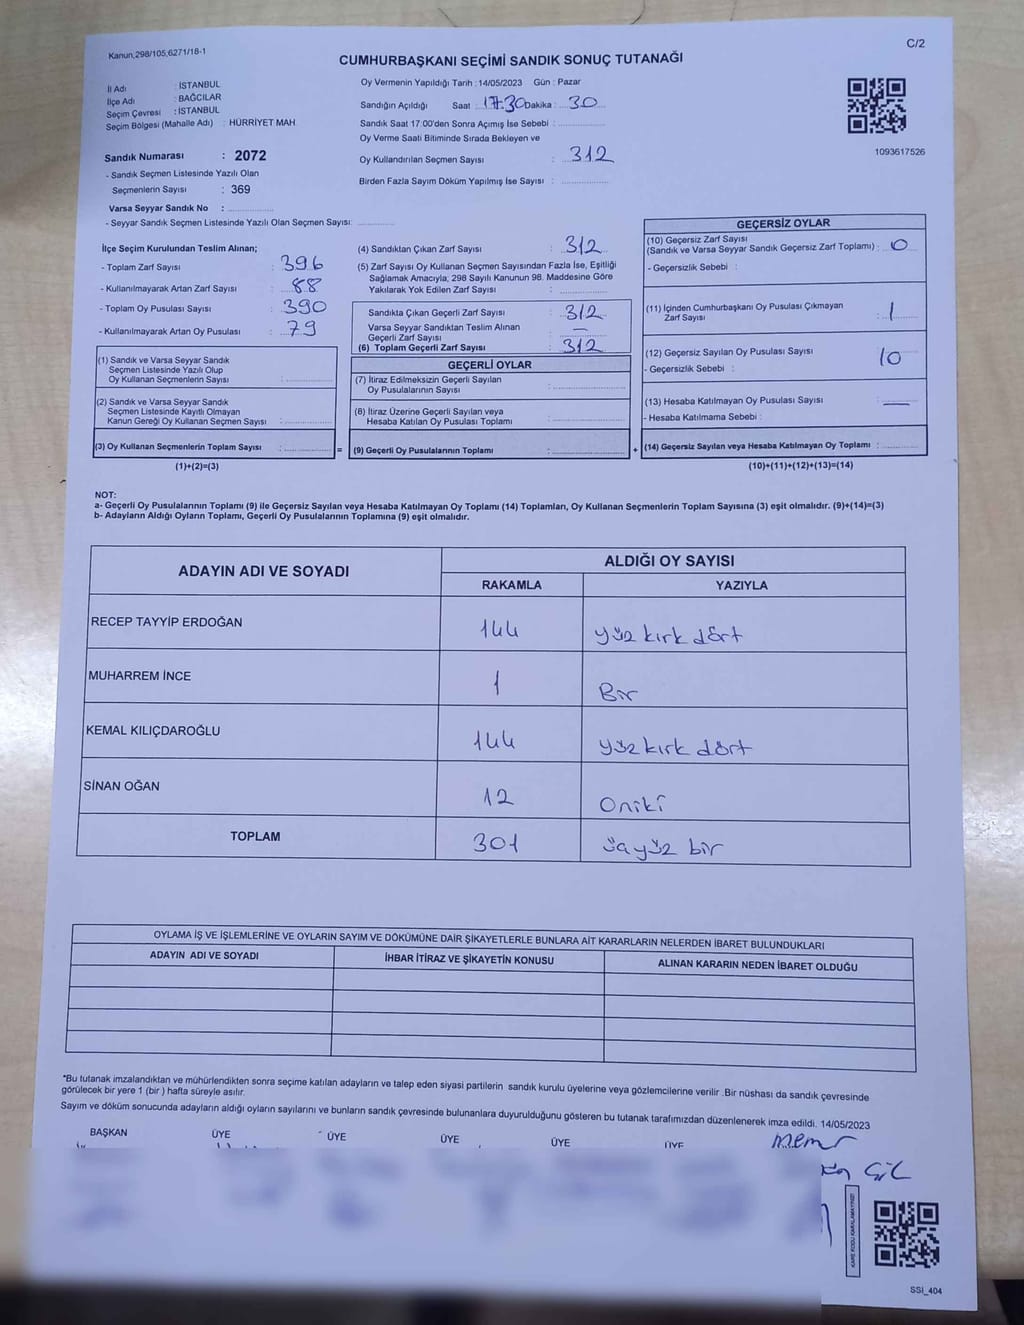 Kanun;298/105,6271/18-1
C/2
CUMHURBAŞKANI SEÇİMİ SANDIK SONUÇ TUTANAĞI
İl Adı : İSTANBUL
İlçe Adı : BAĞCILAR
Seçim Çevresi : İSTANBUL
Seçim Bölgesi (Mahalle Adı) : HÜRRİYET MAH.
Sandık Numarası : 2072
- Sandık Seçmen Listesinde Yazılı Olan
Seçmenlerin Sayısı : 369
Varsa Seyyar Sandık No :
- Seyyar Sandık Seçmen Listesinde Yazılı Olan Seçmen Sayısı:
Oy Vermenin Yapıldığı Tarih : 14/05/2023 Gün : Pazar
Sandığın Açıldığı Saat : 17:30 Dakika : 30
Sandık Saat 17.00'den Sonra Açımış İse Sebebi :
Oy Verme Saati Bitiminde Sırada Bekleyen ve
Oy Kullandırılan Seçmen Sayısı : 312
Birden Fazla Sayım Döküm Yapılmış İse Sayısı :
1093617526
İlçe Seçim Kurulundan Teslim Alınan;
- Toplam Zarf Sayısı : 396
- Kullanılmayarak Artan Zarf Sayısı : 88
- Toplam Oy Pusulası Sayısı : 390
- Kullanılmayarak Artan Oy Pusulası : 79
(1) Sandık ve Varsa Seyyar Sandık
Seçmen Listesinde Yazılı Olup
Oy Kullanan Seçmenlerin Sayısı :
(2) Sandık ve Varsa Seyyar Sandık
Seçmen Listesinde Kayıtlı Olmayan
Kanun Gereği Oy Kullanan Seçmen Sayısı :
(3) Oy Kullanan Seçmenlerin Toplam Sayısı :
(1)+(2)=(3)
(4) Sandıktan Çıkan Zarf Sayısı : 312
(5) Zarf Sayısı Oy Kullanan Seçmen Sayısından Fazla İse, Eşitliği
Sağlamak Amacıyla; 298 Sayılı Kanunun 98. Maddesine Göre
Yakılarak Yok Edilen Zarf Sayısı :
Sandıkta Çıkan Geçerli Zarf Sayısı : 312
Varsa Seyyar Sandıktan Teslim Alınan
Geçerli Zarf Sayısı : —
(6) Toplam Geçerli Zarf Sayısı : 312
GEÇERLİ OYLAR
(7) İtiraz Edilmeksizin Geçerli Sayılan
Oy Pusulalarının Sayısı :
(8) İtiraz Üzerine Geçerli Sayılan veya
Hesaba Katılan Oy Pusulası Toplamı :
= (9) Geçerli Oy Pusulalarının Toplamı :
GEÇERSİZ OYLAR
(10) Geçersiz Zarf Sayısı
(Sandık ve Varsa Seyyar Sandık Geçersiz Zarf Toplamı) : 0
- Geçersizlik Sebebi :
(11) İçinden Cumhurbaşkanı Oy Pusulası Çıkmayan
Zarf Sayısı : 1
(12) Geçersiz Sayılan Oy Pusulası Sayısı 10
- Geçersizlik Sebebi :
(13) Hesaba Katılmayan Oy Pusulası Sayısı : —
- Hesaba Katılmama Sebebi :
+ (14) Geçersiz Sayılan veya Hesaba Katılmayan Oy Toplamı :
(10)+(11)+(12)+(13)=(14)
NOT:
a- Geçerli Oy Pusulalarının Toplamı (9) ile Geçersiz Sayılan veya Hesaba Katılmayan Oy Toplamı (14) Toplamları, Oy Kullanan Seçmenlerin Toplam Sayısına (3) eşit olmalıdır. (9)+(14)=(3)
b- Adayların Aldığı Oyların Toplamı, Geçerli Oy Pusulalarının Toplamına (9) eşit olmalıdır.
ADAYIN ADI VE SOYADI
ALDIĞI OY SAYISI
RAKAMLA YAZIYLA
RECEP TAYYİP ERDOĞAN 144 yüz kırk dört
MUHARREM İNCE 1 Bir
KEMAL KILIÇDAROĞLU 144 yüz kırk dört
SİNAN OĞAN 12 Oniki
TOPLAM 301 üçyüz bir
OYLAMA İŞ VE İŞLEMLERİNE VE OYLARIN SAYIM VE DÖKÜMÜNE DAİR ŞİKAYETLERLE BUNLARA AİT KARARLARIN NELERDEN İBARET BULUNDUKLARI
ADAYIN ADI VE SOYADI İHBAR İTİRAZ VE ŞİKAYETİN KONUSU ALINAN KARARIN NEDEN İBARET OLDUĞU
*Bu tutanak imzalandıktan ve mühürlendikten sonra seçime katılan adayların ve talep eden siyasi partilerin sandık kurulu üyelerine veya gözlemcilerine verilir .Bir nüshası da sandık çevresinde
görülecek bir yere 1 (bir ) hafta süreyle asılır.
Sayım ve döküm sonucunda adayların aldığı oyların sayılarını ve bunların sandık çevresinde bulunanlara duyurulduğunu gösteren bu tutanak tarafımızdan düzenlenerek imza edildi. 14/05/2023
BAŞKAN ÜYE ÜYE ÜYE ÜYE ÜYE
SSI_404